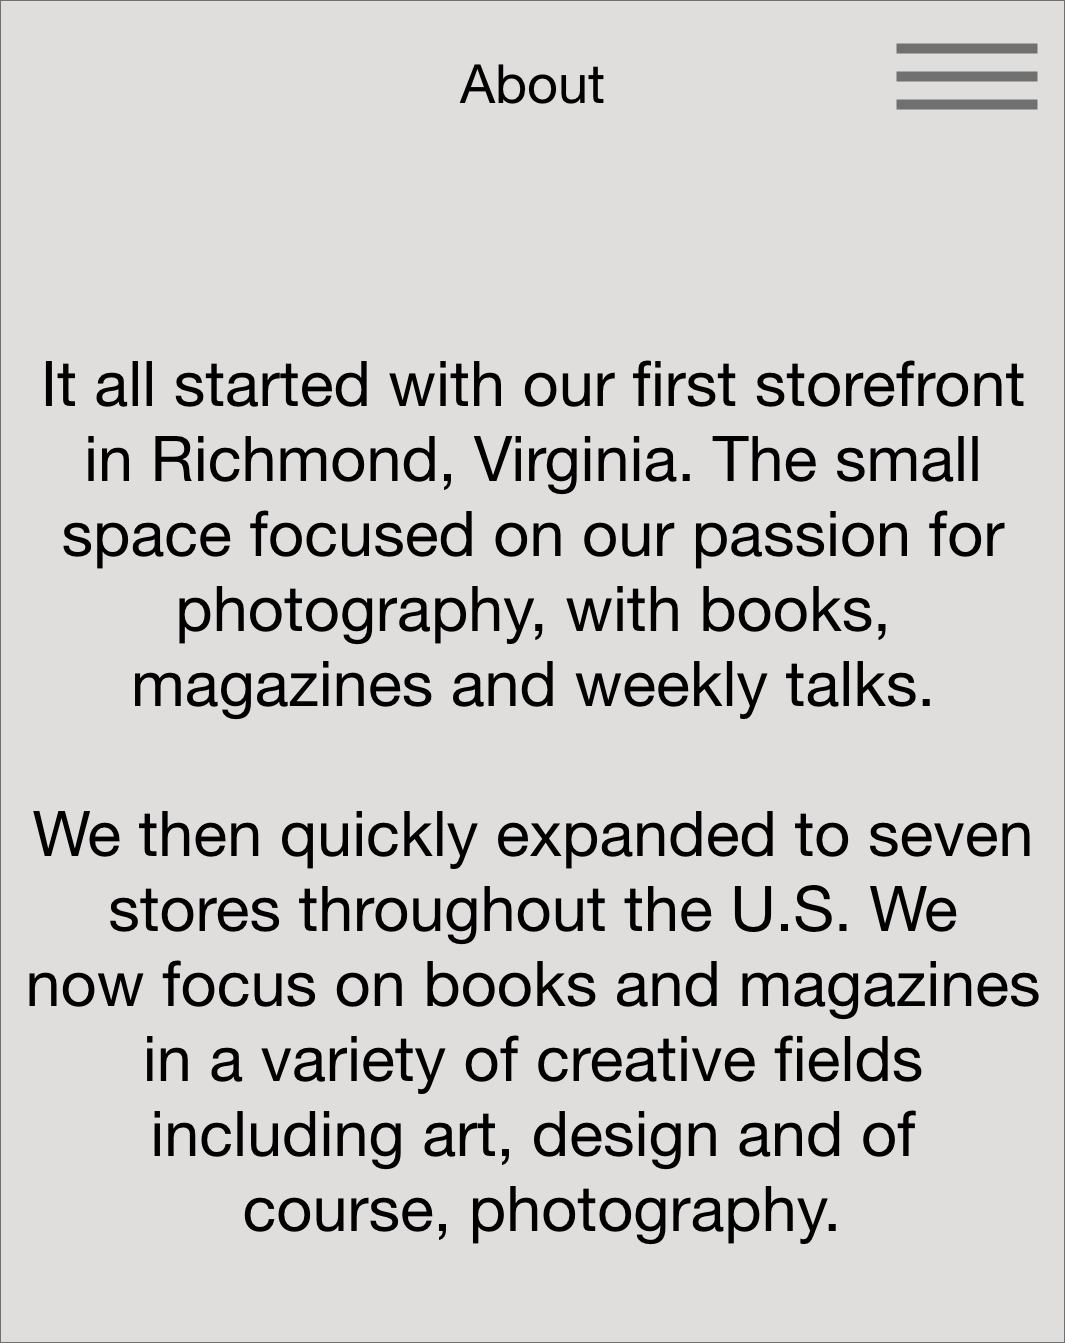 About
It all started with our first storefront
in Richmond, Virginia. The small
space focused on our passion for
photography, with books,
magazines and weekly talks.
We then quickly expanded to seven
stores throughout the U.S. We
now focus on books and magazines
in a variety of creative fields
including art, design and of
course, photography.